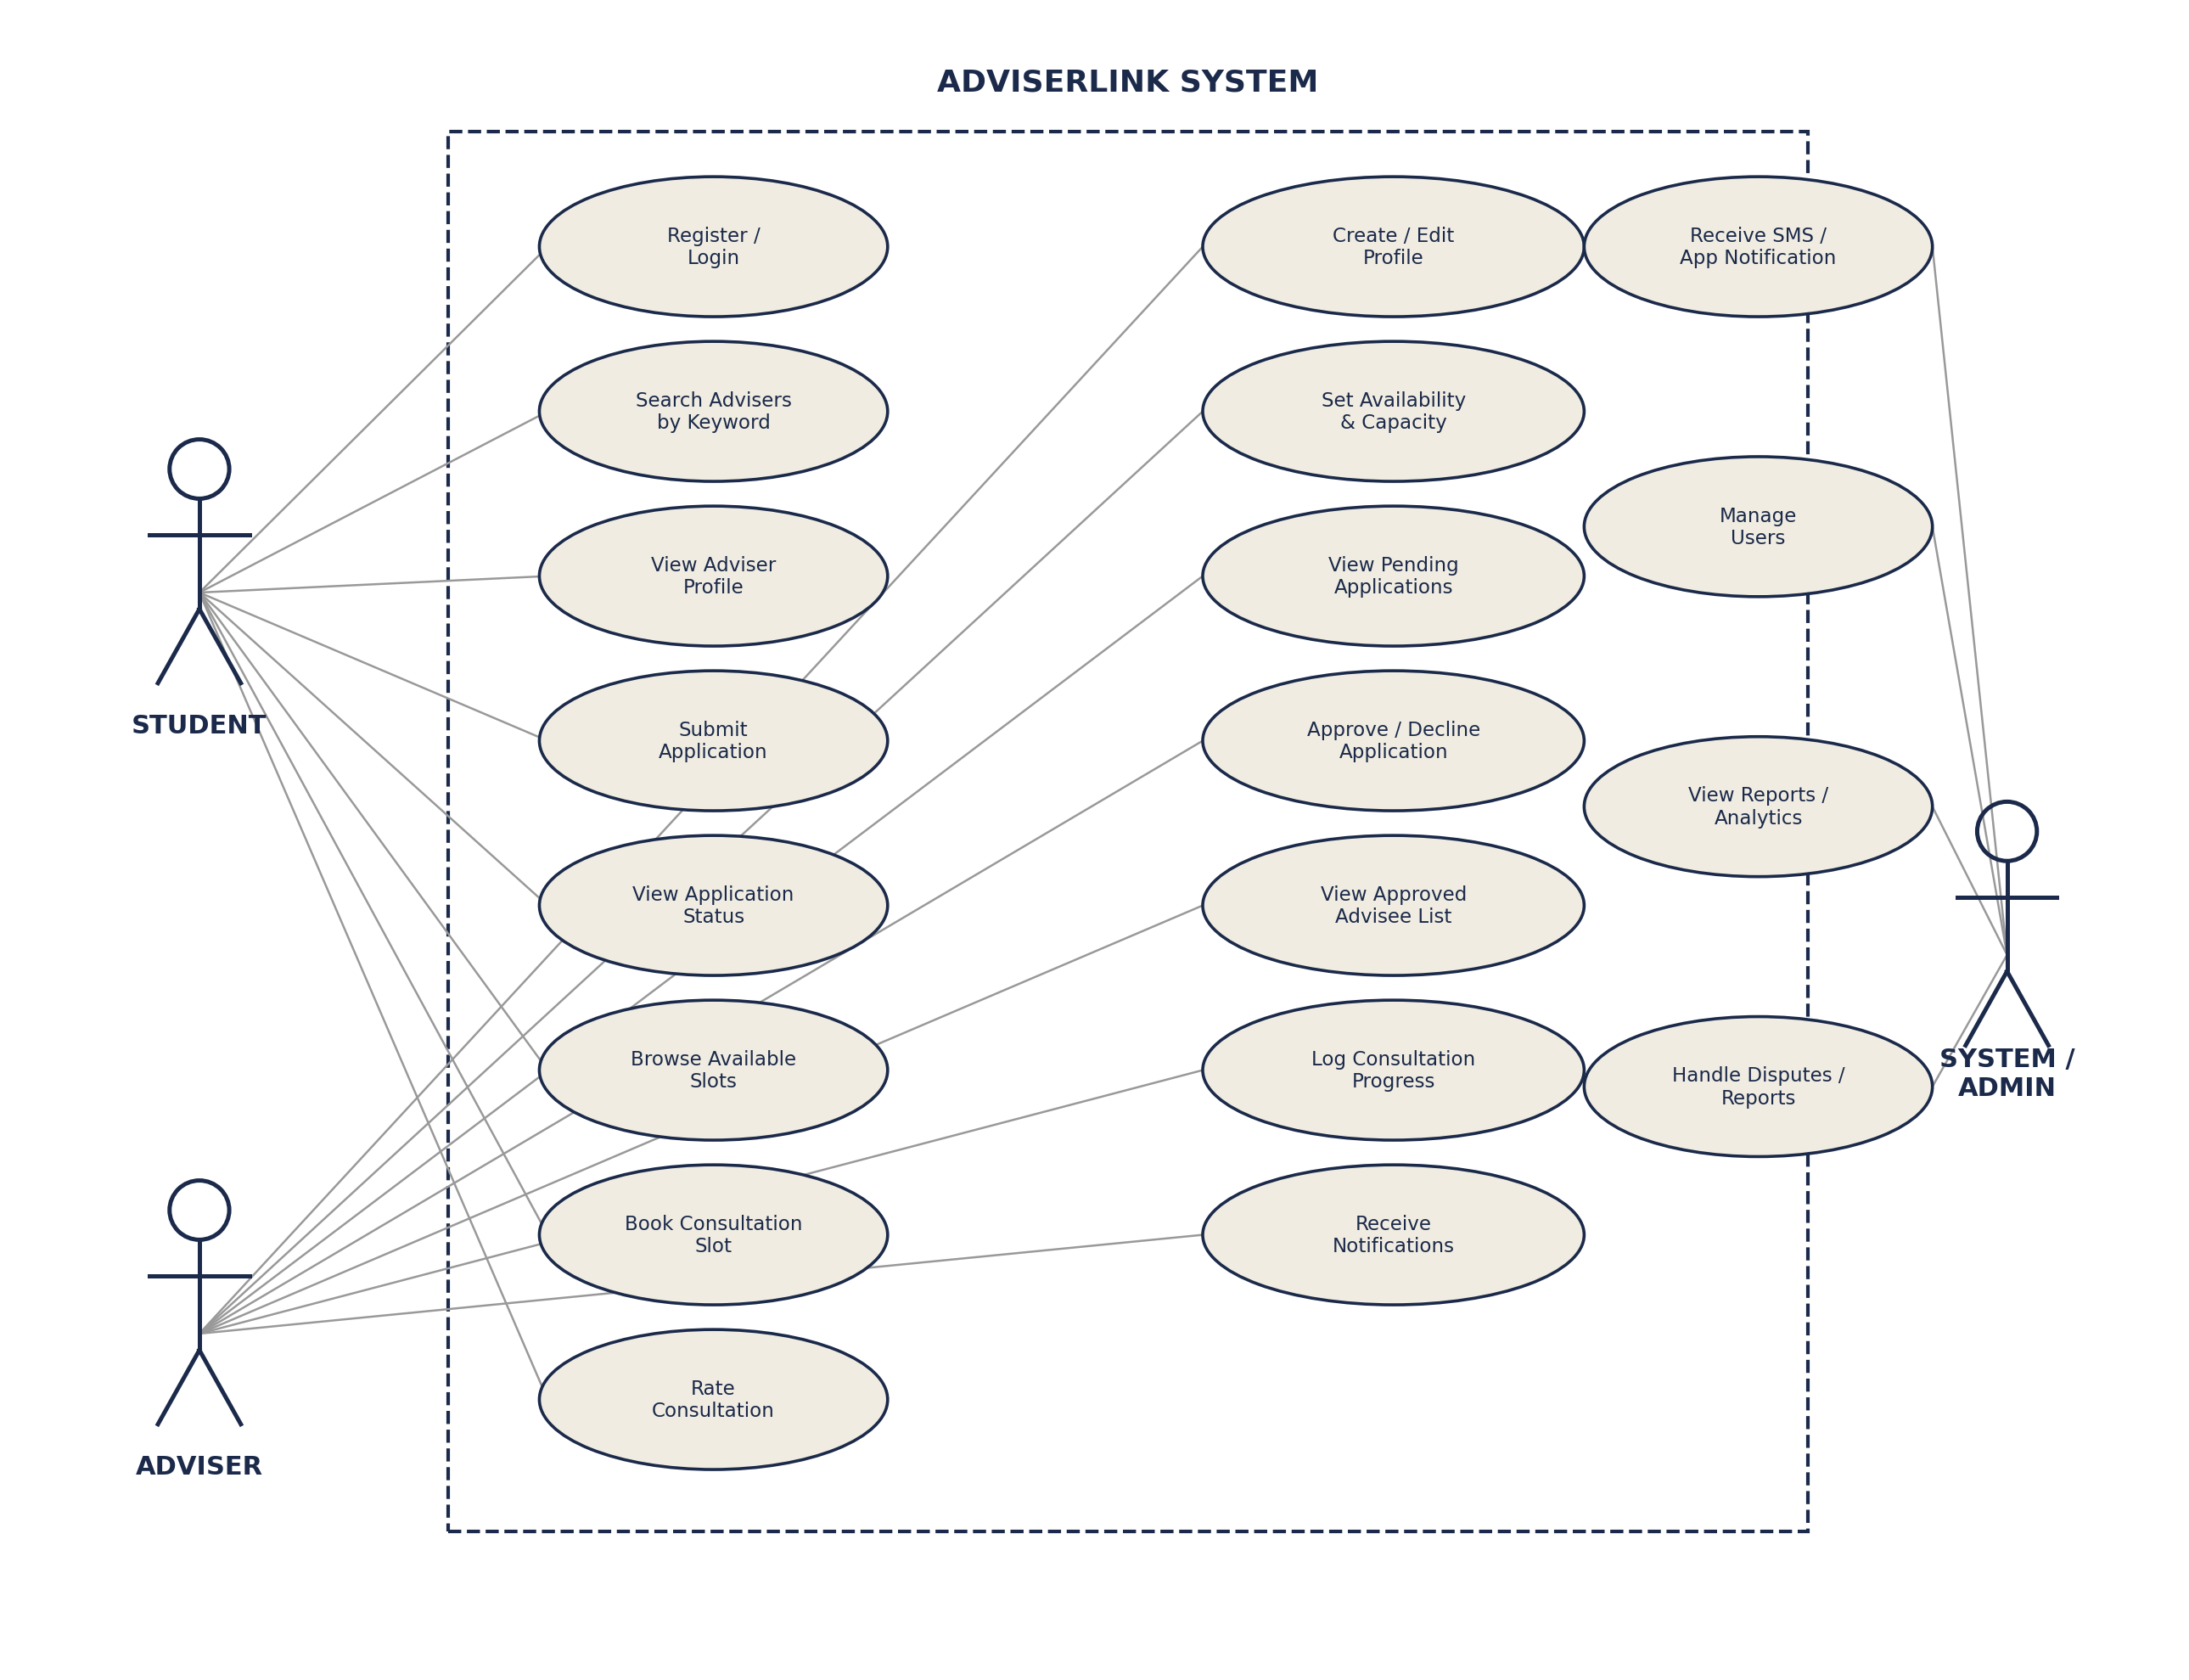 ADVISERLINK SYSTEM
Register /
Login
Search Advisers
by Keyword
View Adviser
Profile
Submit
Application
View Application
Status
Browse Available
Slots
Book Consultation
Slot
Rate
Consultation
Create / Edit
Profile
Set Availability
& Capacity
View Pending
Applications
Approve / Decline
Application
View Approved
Advisee List
Log Consultation
Progress
Receive
Notifications
Receive SMS /
App Notification
Manage
Users
View Reports /
Analytics
Handle Disputes /
Reports
STUDENT
ADVISER
SYSTEM /
ADMIN